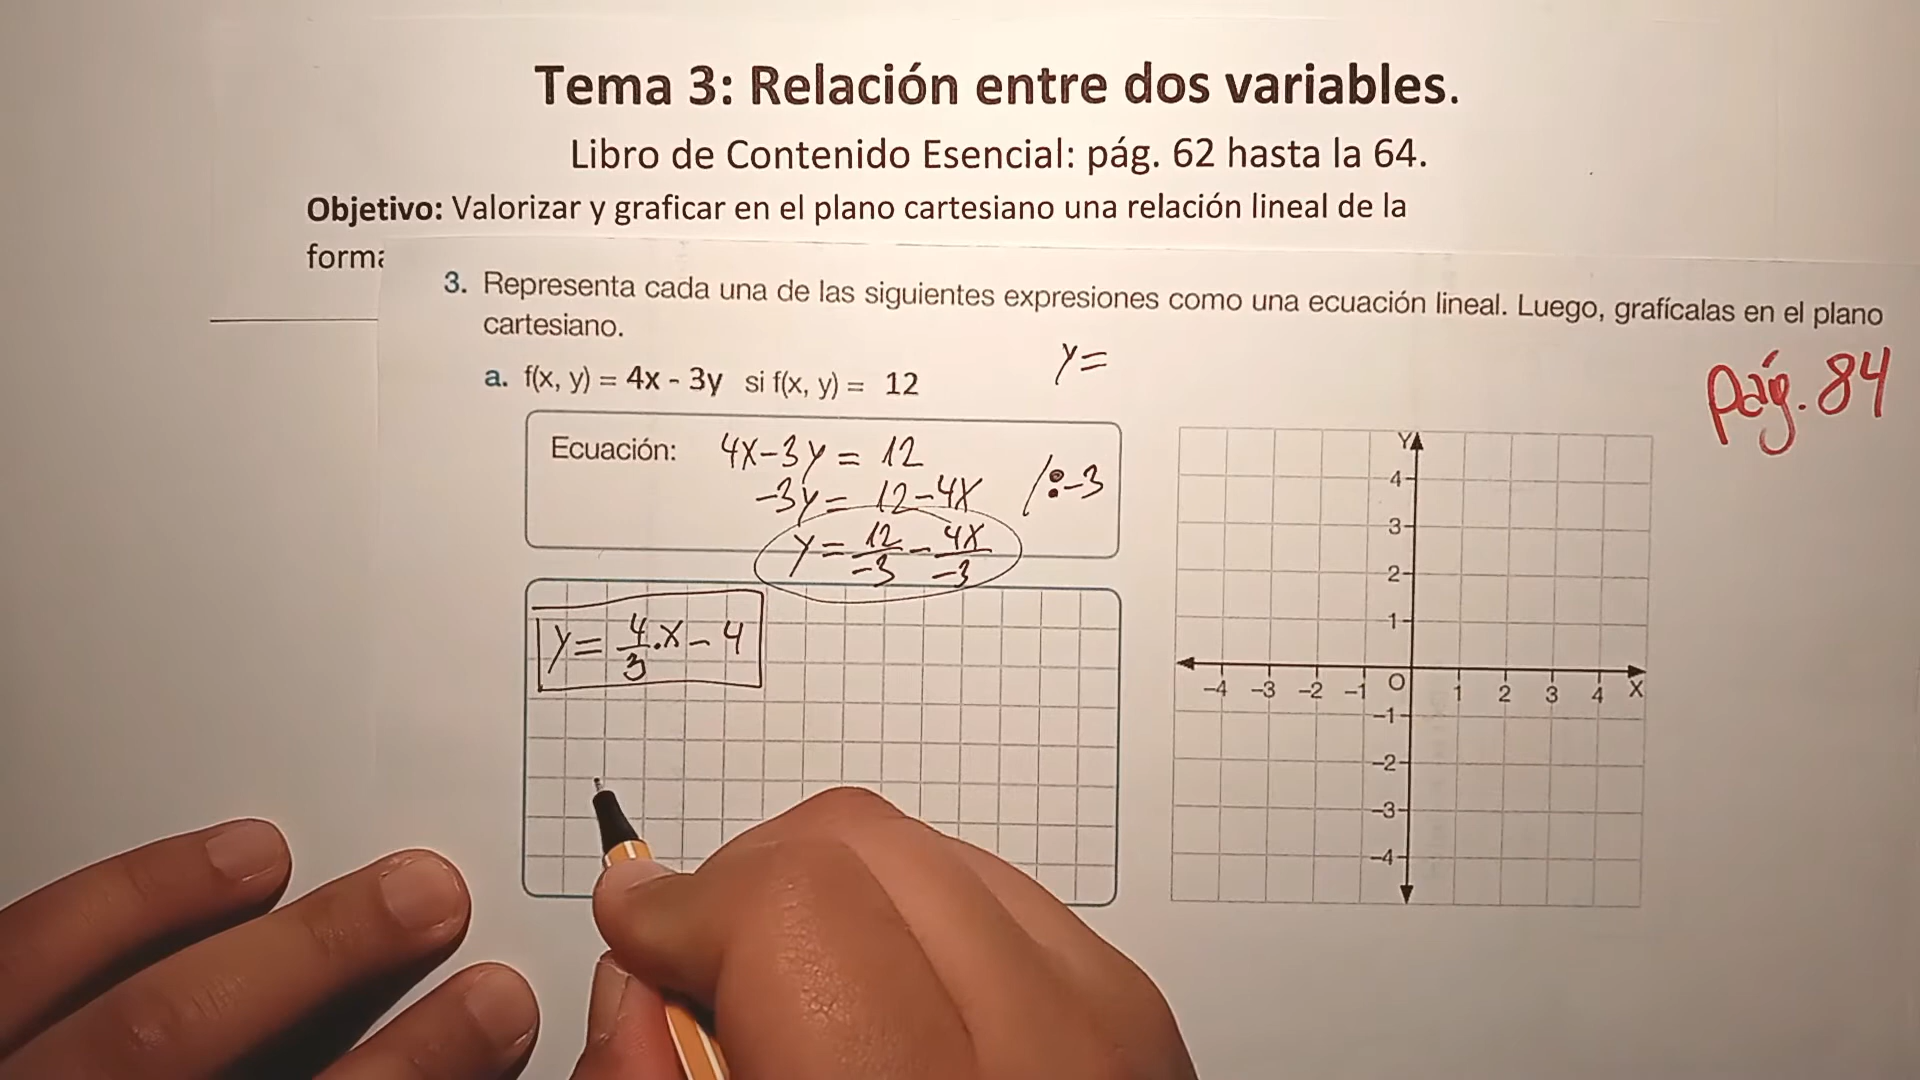 Tema 3: Relación entre dos variables.
Libro de Contenido Esencial: pág. 62 hasta la 64.
Objetivo: Valorizar y graficar en el plano cartesiano una relación lineal de la
forma
3. Representa cada una de las siguientes expresiones como una ecuación lineal. Luego, grafícalas en el plano
cartesiano.
y=
a. f(x, y) = 4x - 3y si f(x, y) = 12
pág. 84
Ecuación: 4x-3y = 12
-3y = 12-4x /:-3
y = 12/-3 - 4x/-3
y = 4/3 . x - 4
Y
4
3
2
1
-4 -3 -2 -1 O 1 2 3 4 X
-1
-2
-3
-4